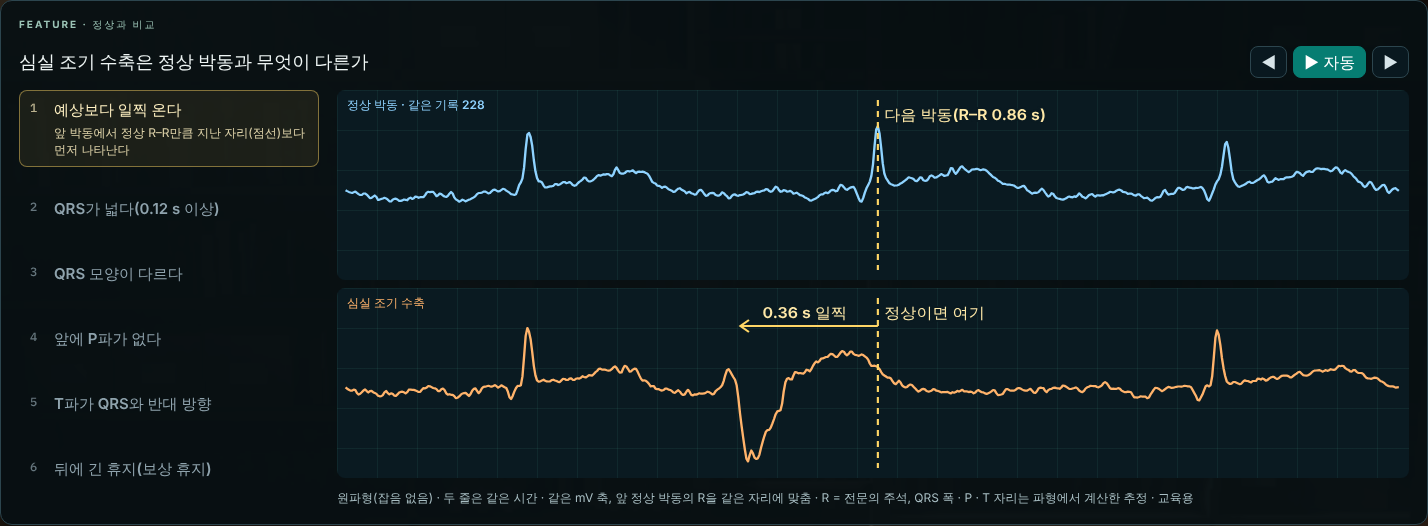 FEATURE · 정상과 비교
심실 조기 수축은 정상 박동과 무엇이 다른가
◀ ▶ 자동 ▶
1 예상보다 일찍 온다
앞 박동에서 정상 R–R만큼 지난 자리(점선)보다
먼저 나타난다
2 QRS가 넓다(0.12 s 이상)
3 QRS 모양이 다르다
4 앞에 P파가 없다
5 T파가 QRS와 반대 방향
6 뒤에 긴 휴지(보상 휴지)
정상 박동 · 같은 기록 228
다음 박동(R–R 0.86 s)
심실 조기 수축
0.36 s 일찍
정상이면 여기
원파형(잡음 없음) · 두 줄은 같은 시간 · 같은 mV 축, 앞 정상 박동의 R을 같은 자리에 맞춤 · R = 전문의 주석, QRS 폭 · P · T 자리는 파형에서 계산한 추정 · 교육용